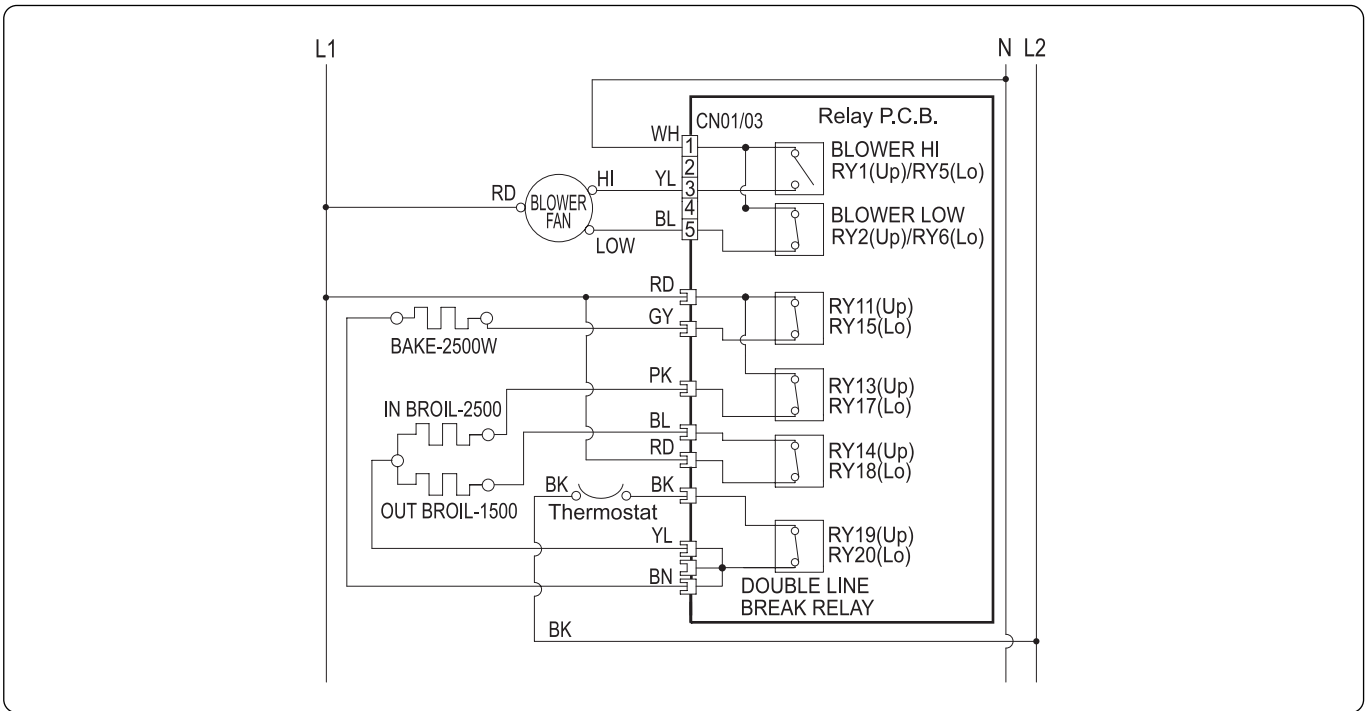 L1
N L2
CN01/03
Relay P.C.B.
WH
1
BLOWER HI
RY1(Up)/RY5(Lo)
2
HI
YL
3
RD
BLOWER
FAN
4
BLOWER LOW
RY2(Up)/RY6(Lo)
BL
5
LOW
RD
RY11(Up)
RY15(Lo)
GY
BAKE-2500W
PK
RY13(Up)
RY17(Lo)
IN BROIL-2500
BL
RD
RY14(Up)
RY18(Lo)
BK
BK
OUT BROIL-1500
Thermostat
YL
RY19(Up)
RY20(Lo)
BN
DOUBLE LINE
BREAK RELAY
BK